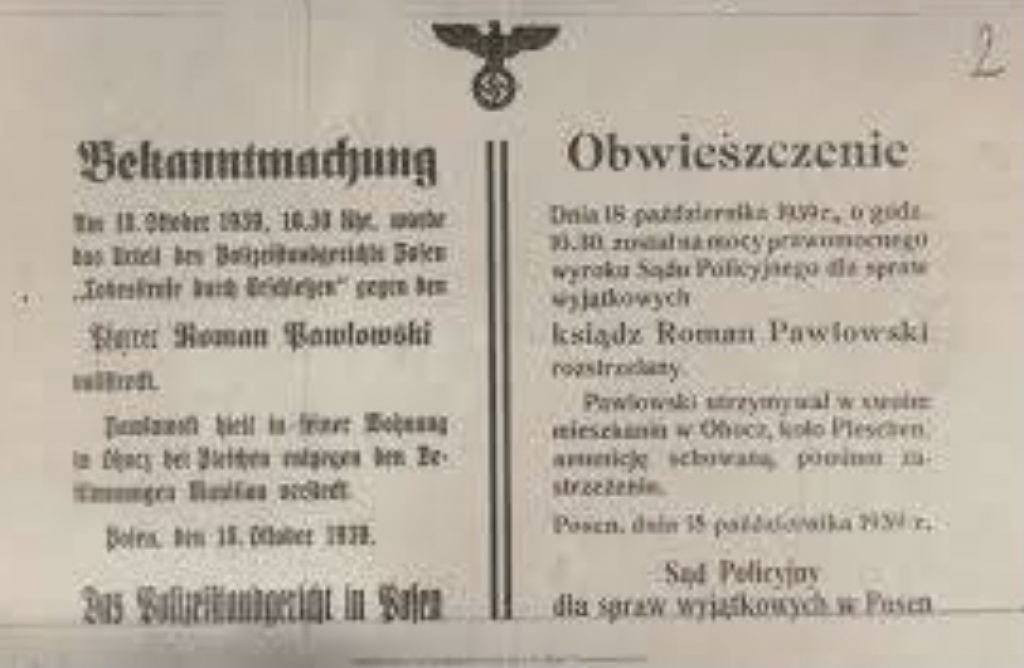 2
Bekanntmachung
Am 18. Oktober 1939, 10.30 Uhr, wurde
das Urteil des Polizeistandgerichts Posen
„Todesstrafe durch Erschießen“ gegen den
Pfarrer Roman Pawlowski
vollstreckt.
Pawlowski hielt in seiner Wohnung
in Chocz bei Pleschen entgegen den Be-
stimmungen Munition versteckt.
Posen, den 18. Oktober 1939.
Das Polizeistandgericht in Posen
Obwieszczenie
Dnia 18 października 1939 r., o godz.
10.30. został na mocy prawomocnego
wyroku Sądu Policyjnego dla spraw
wyjątkowych
ksiądz Roman Pawlowski
rozstrzelany.
Pawlowski utrzymywał w swoim
mieszkaniu w Chocz, koło Pleschen,
amunicję schowaną, pomimo za-
strzeżenia.
Posen, dnia 18 października 1939 r.
Sąd Policyjny
dla spraw wyjątkowych w Posen